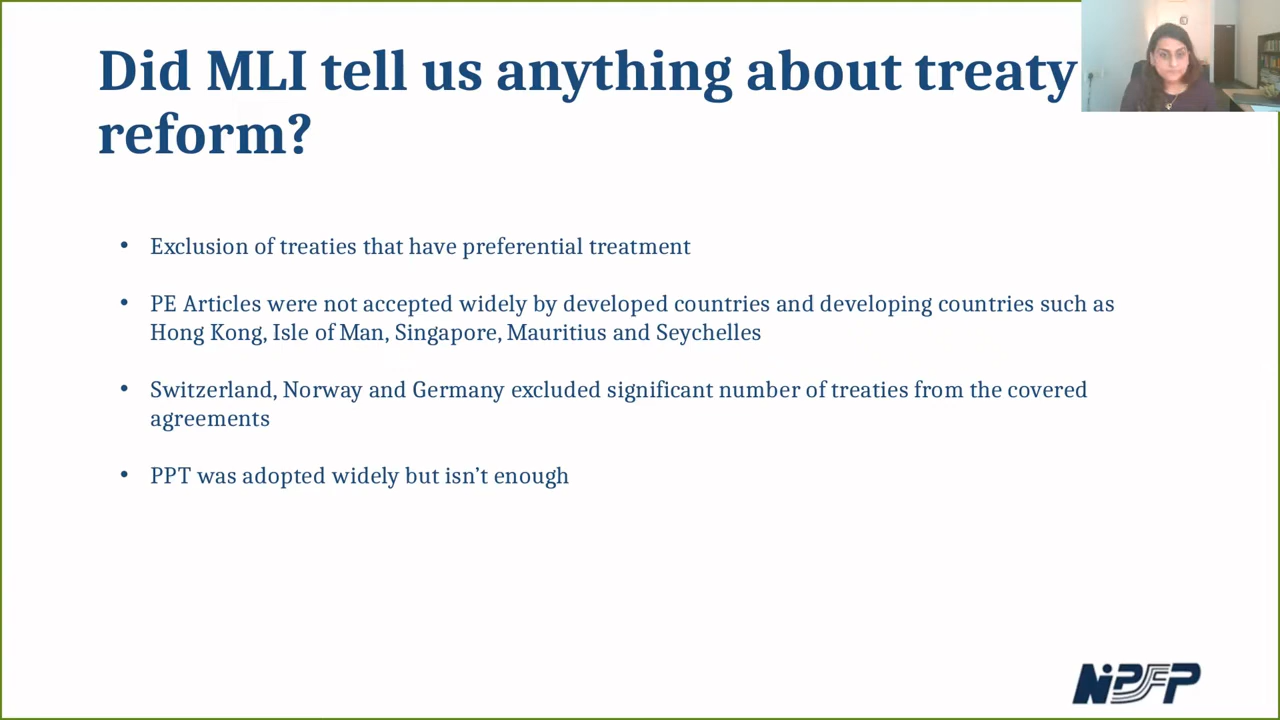 Did MLI tell us anything about treaty
reform?
• Exclusion of treaties that have preferential treatment
• PE Articles were not accepted widely by developed countries and developing countries such as
Hong Kong, Isle of Man, Singapore, Mauritius and Seychelles
• Switzerland, Norway and Germany excluded significant number of treaties from the covered
agreements
• PPT was adopted widely but isn’t enough
NIPFP